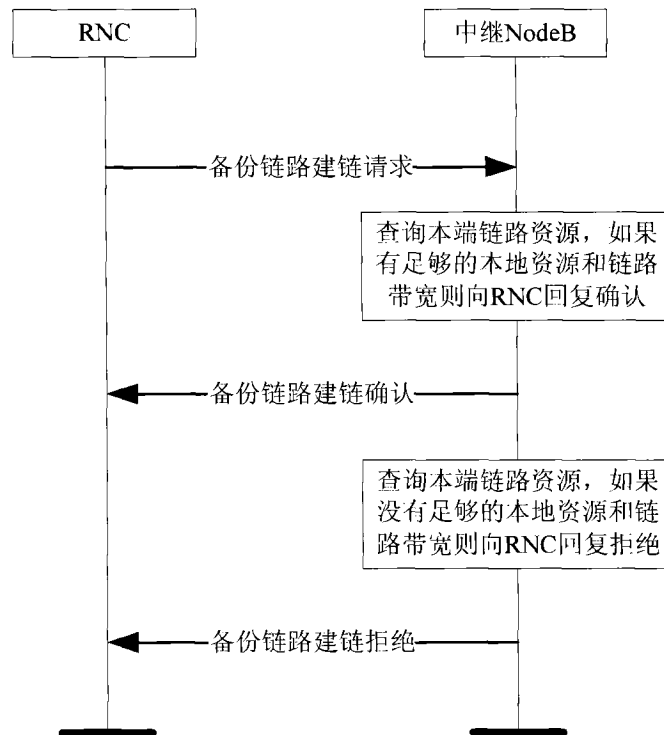 RNC
中继NodeB
备份链路建链请求
查询本端链路资源，如果
有足够的本地资源和链路
带宽则向RNC回复确认
备份链路建链确认
查询本端链路资源，如果
没有足够的本地资源和链
路带宽则向RNC回复拒绝
备份链路建链拒绝